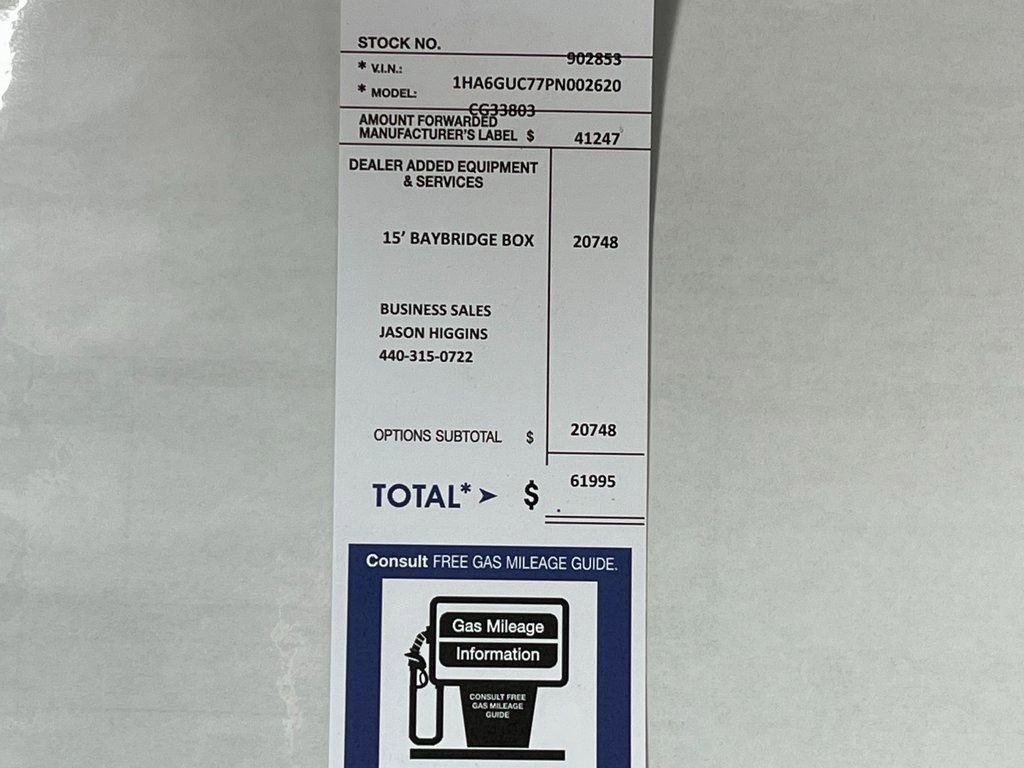 STOCK NO.
902853
* V.I.N.:
1HA6GUC77PN002620
* MODEL:
CG33803
AMOUNT FORWARDED
MANUFACTURER'S LABEL $ 41247
DEALER ADDED EQUIPMENT
& SERVICES
15' BAYBRIDGE BOX 20748
BUSINESS SALES
JASON HIGGINS
440-315-0722
OPTIONS SUBTOTAL $ 20748
TOTAL* ➤ $ 61995
Consult FREE GAS MILEAGE GUIDE.
Gas Mileage
Information
CONSULT FREE
GAS MILEAGE
GUIDE